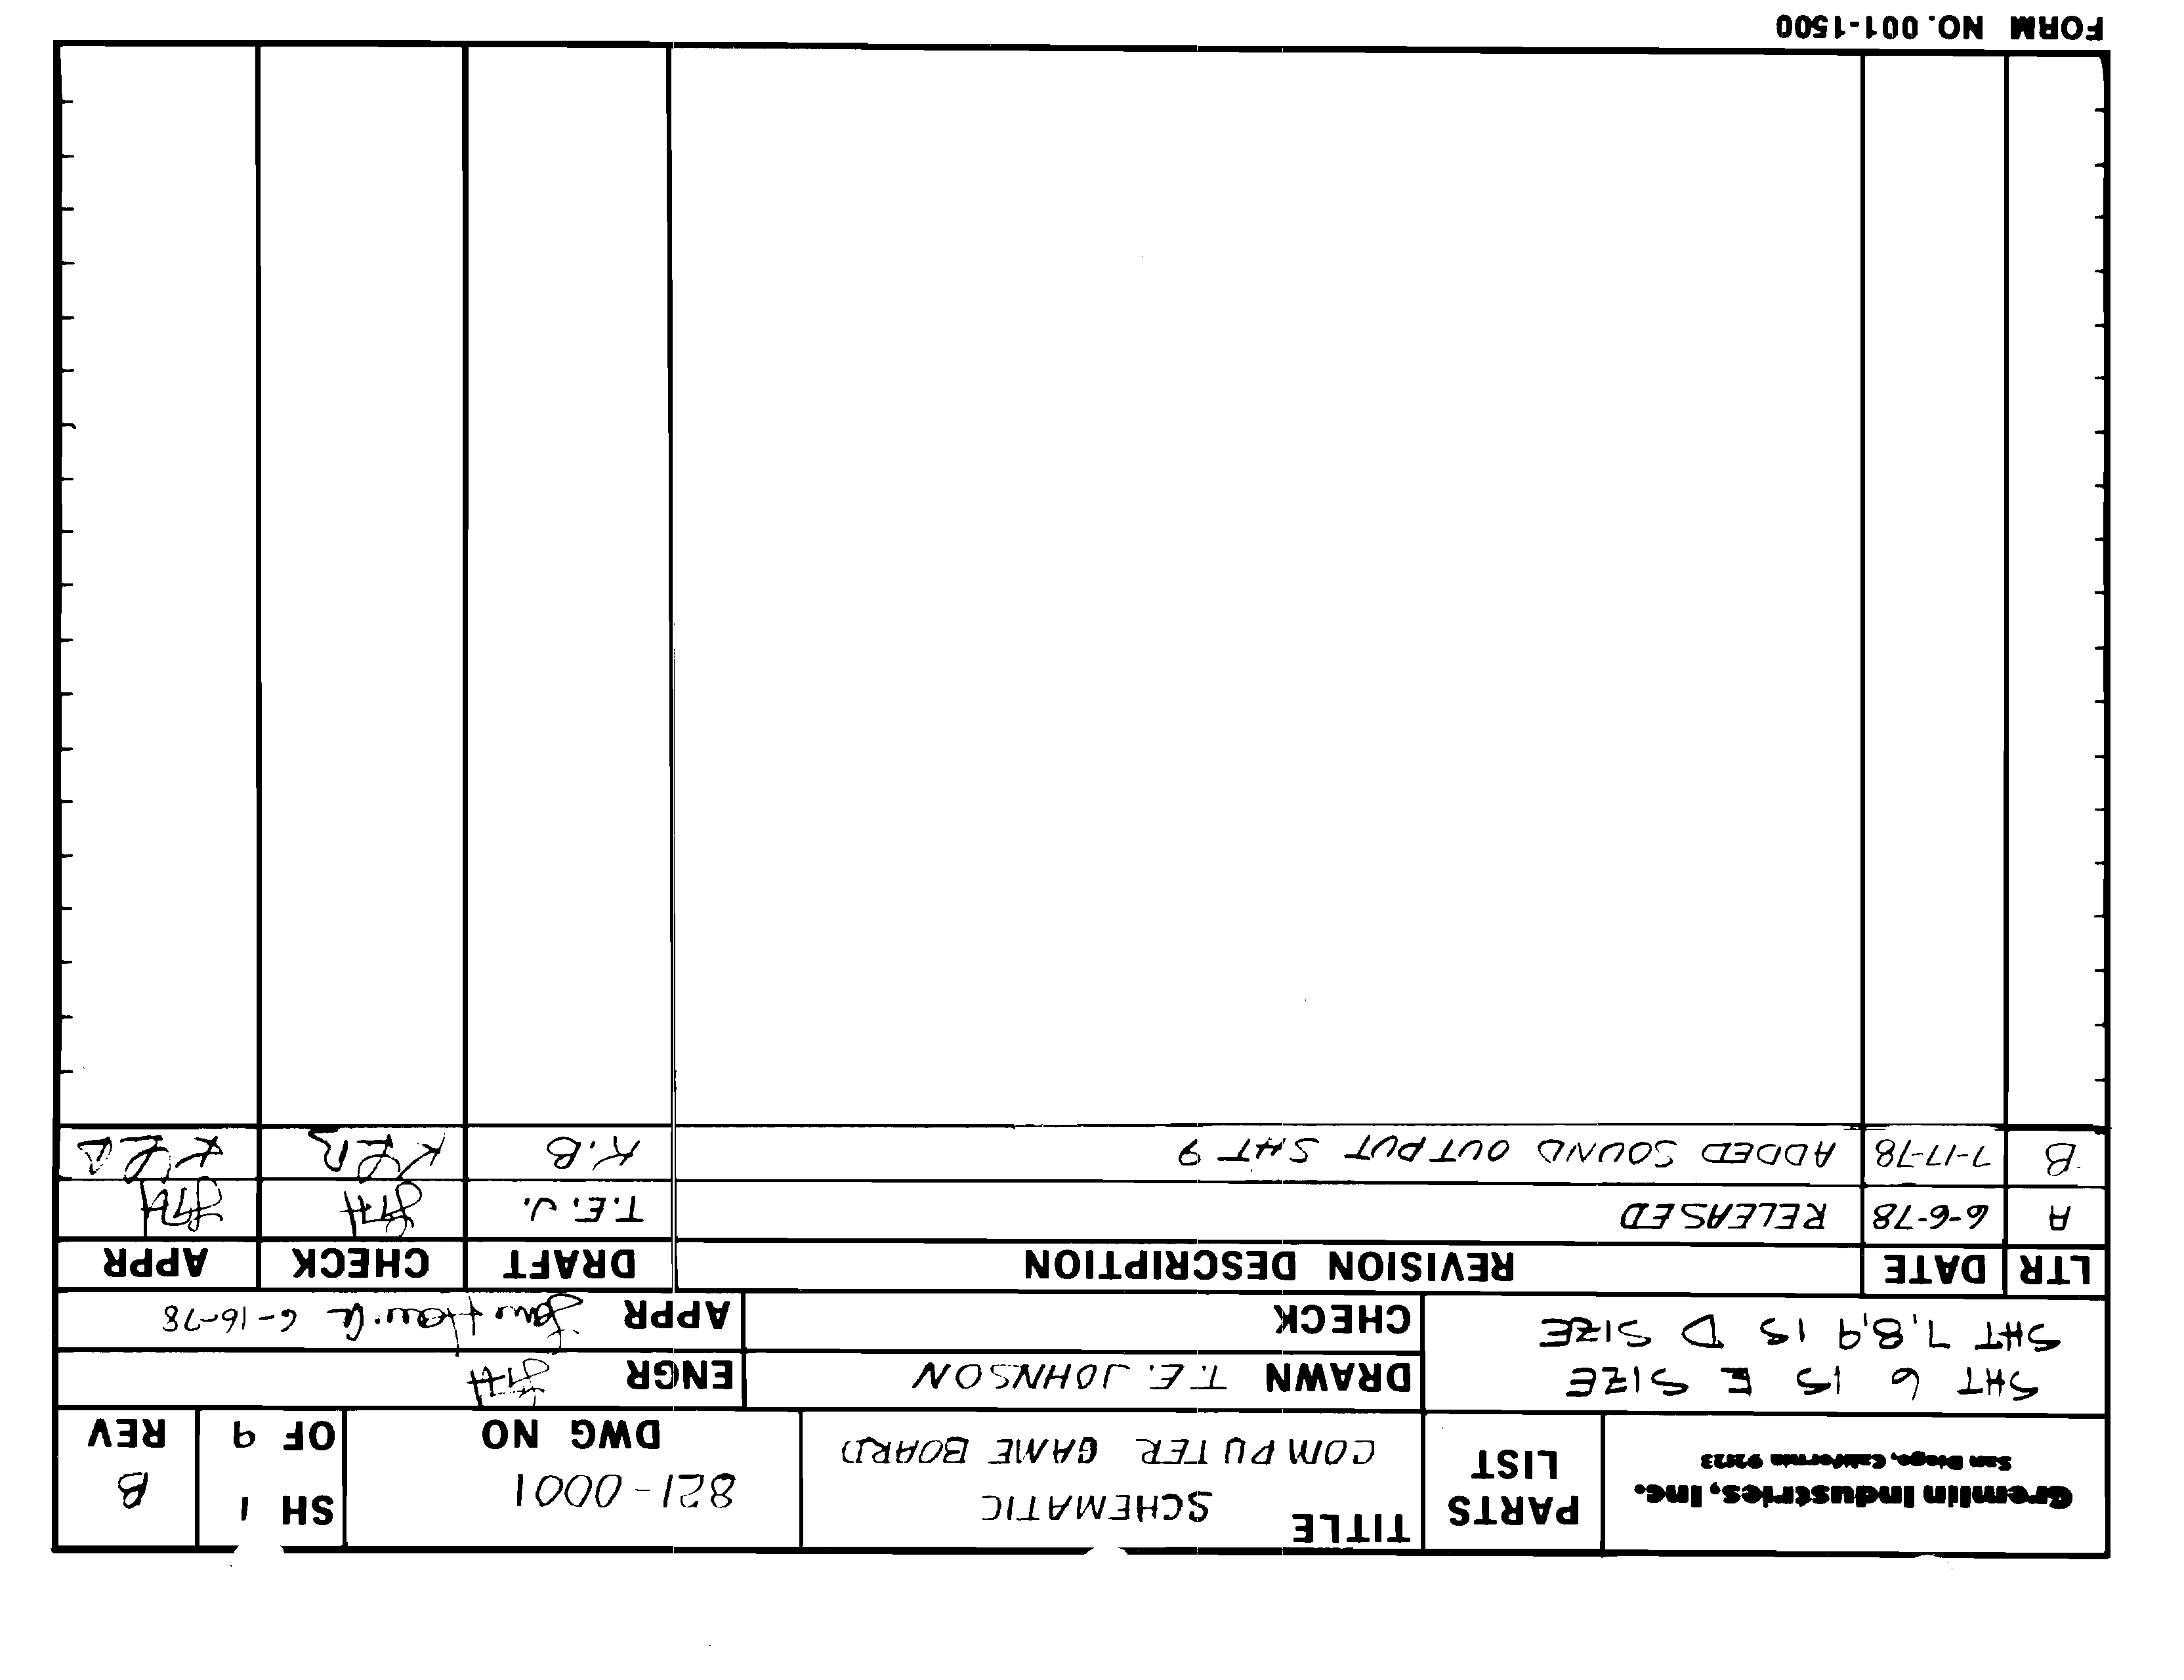 Gremlin Industries, Inc.
San Diego, California 92123
PARTS LIST
TITLE SCHEMATIC
COMPUTER GAME BOARD
DWG NO
821-0001
SH 1
OF 9
REV
B
SHT 6 IS E SIZE
SHT 7,8,9 IS D SIZE
DRAWN T.E. JOHNSON
ENGR
CHECK
APPR 6-16-78
LTR DATE REVISION DESCRIPTION DRAFT CHECK APPR
A 6-6-78 RELEASED T.E.J.
B 7-17-78 ADDED SOUND OUTPUT SHT 9 K.B
FORM NO. 001-1500